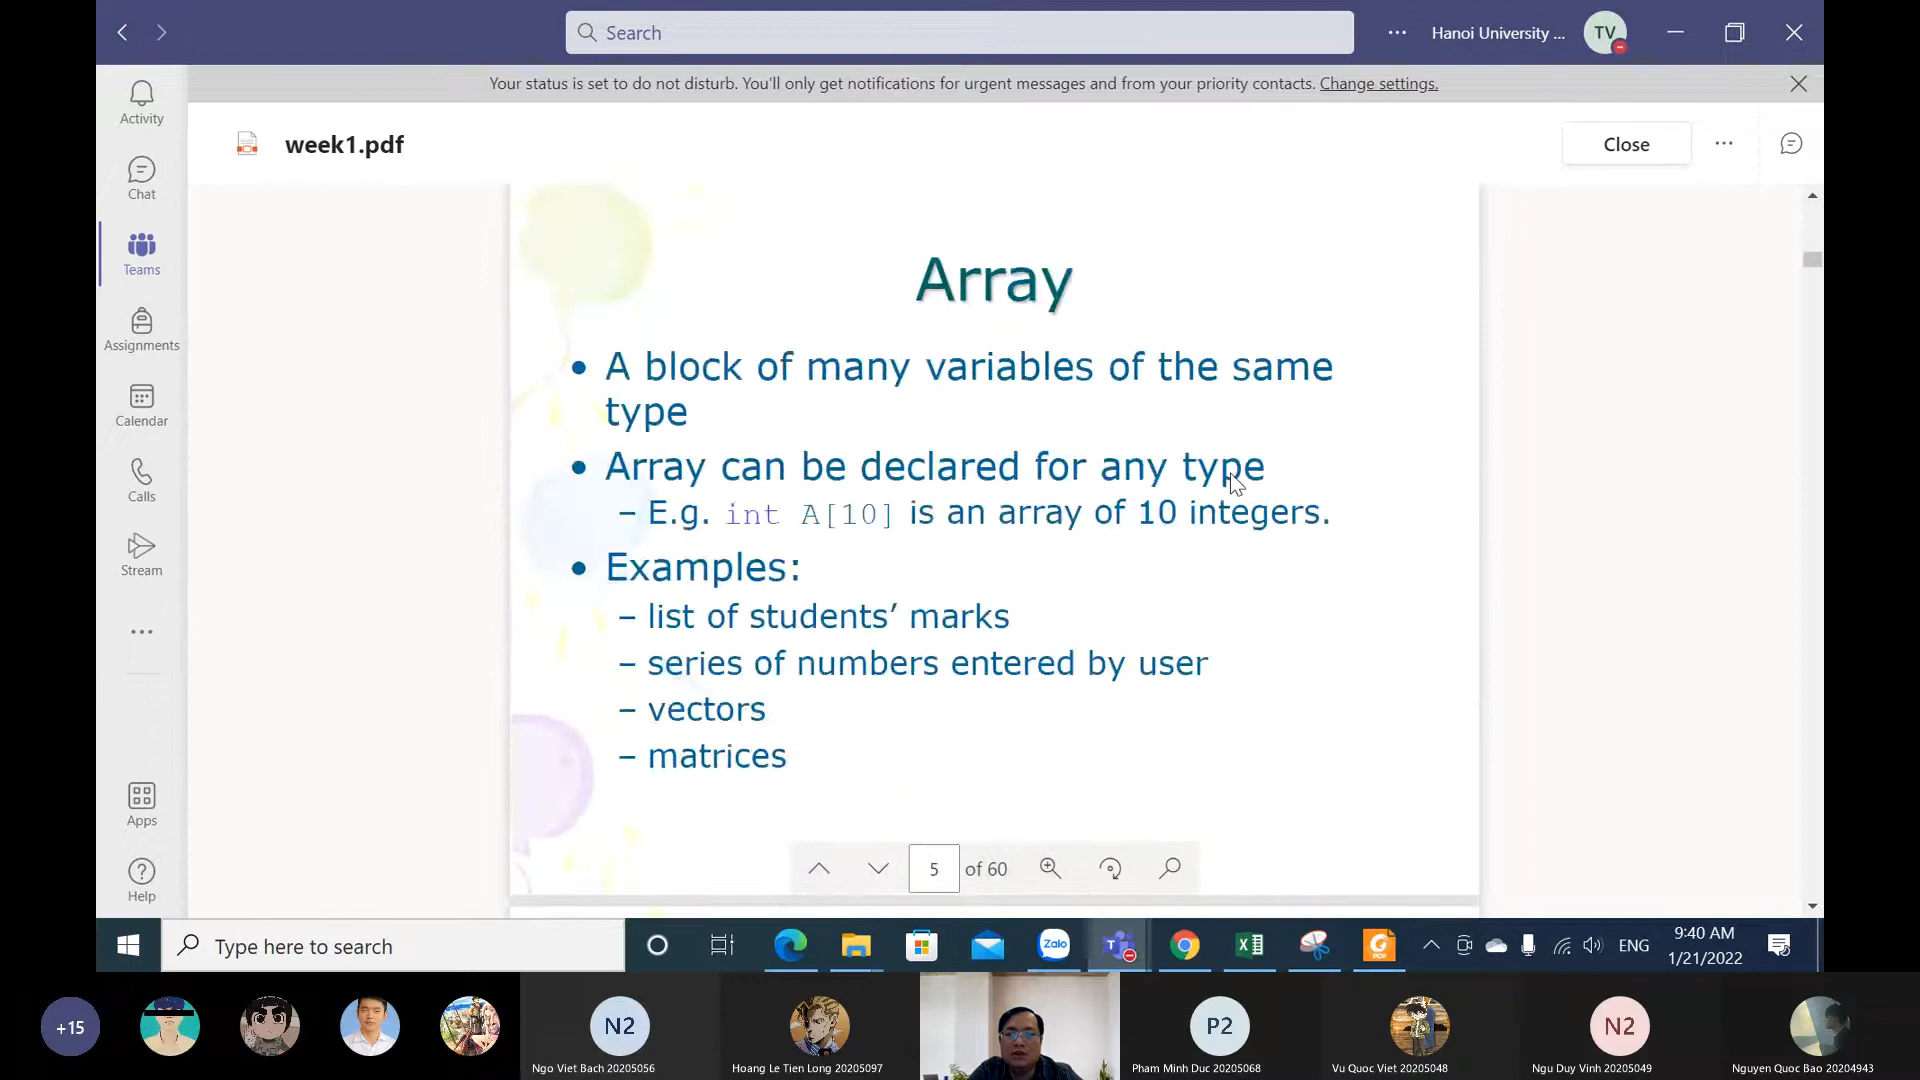 Search
Hanoi University ...
TV
Your status is set to do not disturb. You'll only get notifications for urgent messages and from your priority contacts. Change settings.
Activity
Chat
Teams
Assignments
Calendar
Calls
Stream
Apps
Help
week1.pdf
Close
Array
• A block of many variables of the same
type
• Array can be declared for any type
– E.g. int A[10] is an array of 10 integers.
• Examples:
– list of students’ marks
– series of numbers entered by user
– vectors
– matrices
5 of 60
Type here to search
Zalo
ENG
9:40 AM
1/21/2022
+15
N2
P2
N2
Ngo Viet Bach 20205056
Hoang Le Tien Long 20205097
Pham Minh Duc 20205068
Vu Quoc Viet 20205048
Ngu Duy Vinh 20205049
Nguyen Quoc Bao 20204943